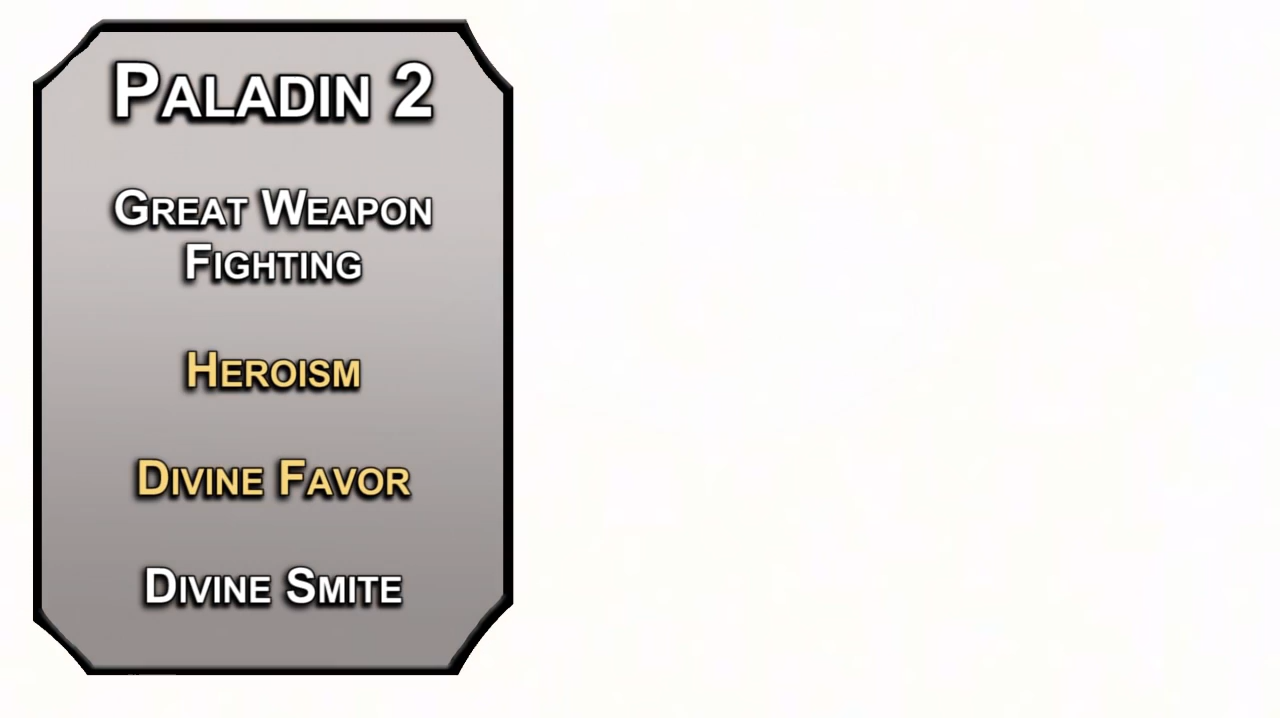 Paladin 2
Great Weapon
Fighting
Heroism
Divine Favor
Divine Smite